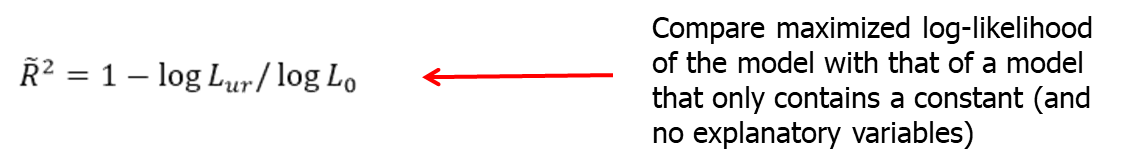 R̃² = 1 − log L_ur / log L_0
Compare maximized log-likelihood
of the model with that of a model
that only contains a constant (and
no explanatory variables)